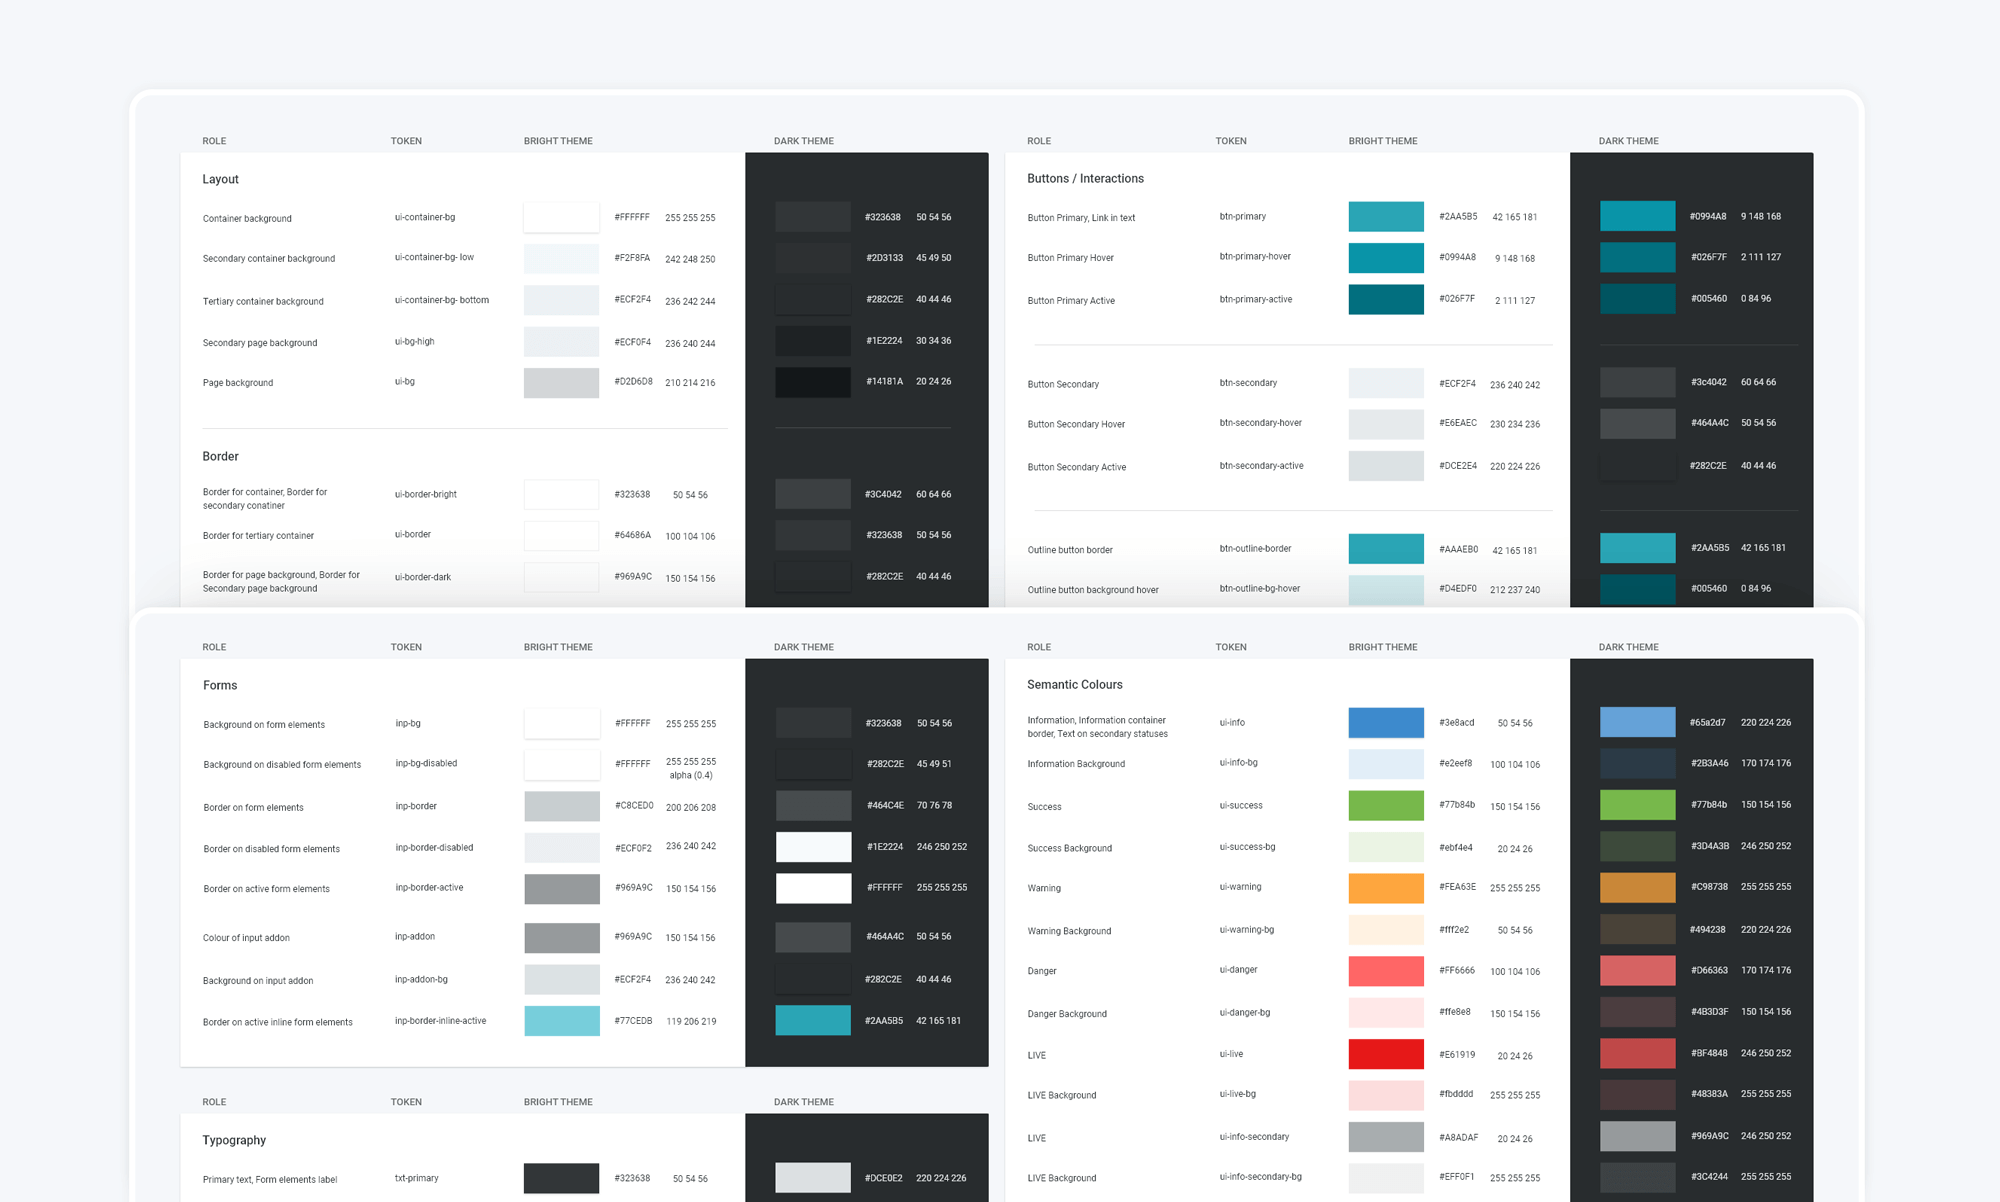 ROLE TOKEN BRIGHT THEME DARK THEME
Layout
Container background ui-container-bg #FFFFFF 255 255 255 #323638 50 54 56
Secondary container background ui-container-bg- low #F2F8FA 242 248 250 #2D3133 45 49 50
Tertiary container background ui-container-bg- bottom #ECF2F4 236 242 244 #282C2E 40 44 46
Secondary page background ui-bg-high #ECF0F4 236 240 244 #1E2224 30 34 36
Page background ui-bg #D2D6D8 210 214 216 #14181A 20 24 26
Border
Border for container, Border for
secondary conatiner ui-border-bright #323638 50 54 56 #3C4042 60 64 66
Border for tertiary container ui-border #64686A 100 104 106 #323638 50 54 56
Border for page background, Border for
Secondary page background ui-border-dark #969A9C 150 154 156 #282C2E 40 44 46
ROLE TOKEN BRIGHT THEME DARK THEME
Buttons / Interactions
Button Primary, Link in text btn-primary #2AA5B5 42 165 181 #0994A8 9 148 168
Button Primary Hover btn-primary-hover #0994A8 9 148 168 #026F7F 2 111 127
Button Primary Active btn-primary-active #026F7F 2 111 127 #005460 0 84 96
Button Secondary btn-secondary #ECF2F4 236 240 242 #3c4042 60 64 66
Button Secondary Hover btn-secondary-hover #E6EAEC 230 234 236 #464A4C 50 54 56
Button Secondary Active btn-secondary-active #DCE2E4 220 224 226 #282C2E 40 44 46
Outline button border btn-outline-border #AAAEB0 42 165 181 #2AA5B5 42 165 181
Outline button background hover btn-outline-bg-hover #D4EDF0 212 237 240 #005460 0 84 96
ROLE TOKEN BRIGHT THEME DARK THEME
Forms
Background on form elements inp-bg #FFFFFF 255 255 255 #323638 50 54 56
Background on disabled form elements inp-bg-disabled #FFFFFF 255 255 255
alpha (0.4) #282C2E 45 49 51
Border on form elements inp-border #C8CED0 200 206 208 #464C4E 70 76 78
Border on disabled form elements inp-border-disabled #ECF0F2 236 240 242 #1E2224 246 250 252
Border on active form elements inp-border-active #969A9C 150 154 156 #FFFFFF 255 255 255
Colour of input addon inp-addon #969A9C 150 154 156 #464A4C 50 54 56
Background on input addon inp-addon-bg #ECF2F4 236 240 242 #282C2E 40 44 46
Border on active inline form elements inp-border-inline-active #77CEDB 119 206 219 #2AA5B5 42 165 181
ROLE TOKEN BRIGHT THEME DARK THEME
Typography
Primary text, Form elements label txt-primary #323638 50 54 56 #DCE0E2 220 224 226
ROLE TOKEN BRIGHT THEME DARK THEME
Semantic Colours
Information, Information container
border, Text on secondary statuses ui-info #3e8acd 50 54 56 #65a2d7 220 224 226
Information Background ui-info-bg #e2eef8 100 104 106 #2B3A46 170 174 176
Success ui-success #77b84b 150 154 156 #77b84b 150 154 156
Success Background ui-success-bg #ebf4e4 20 24 26 #3D4A3B 246 250 252
Warning ui-warning #FEA63E 255 255 255 #C98738 255 255 255
Warning Background ui-warning-bg #fff2e2 50 54 56 #494238 220 224 226
Danger ui-danger #FF6666 100 104 106 #D66363 170 174 176
Danger Background ui-danger-bg #ffe8e8 150 154 156 #4B3D3F 150 154 156
LIVE ui-live #E61919 20 24 26 #BF4848 246 250 252
LIVE Background ui-live-bg #fbdddd 255 255 255 #48383A 255 255 255
LIVE ui-info-secondary #A8ADAF 20 24 26 #969A9C 246 250 252
LIVE Background ui-info-secondary-bg #EFF0F1 255 255 255 #3C4244 255 255 255